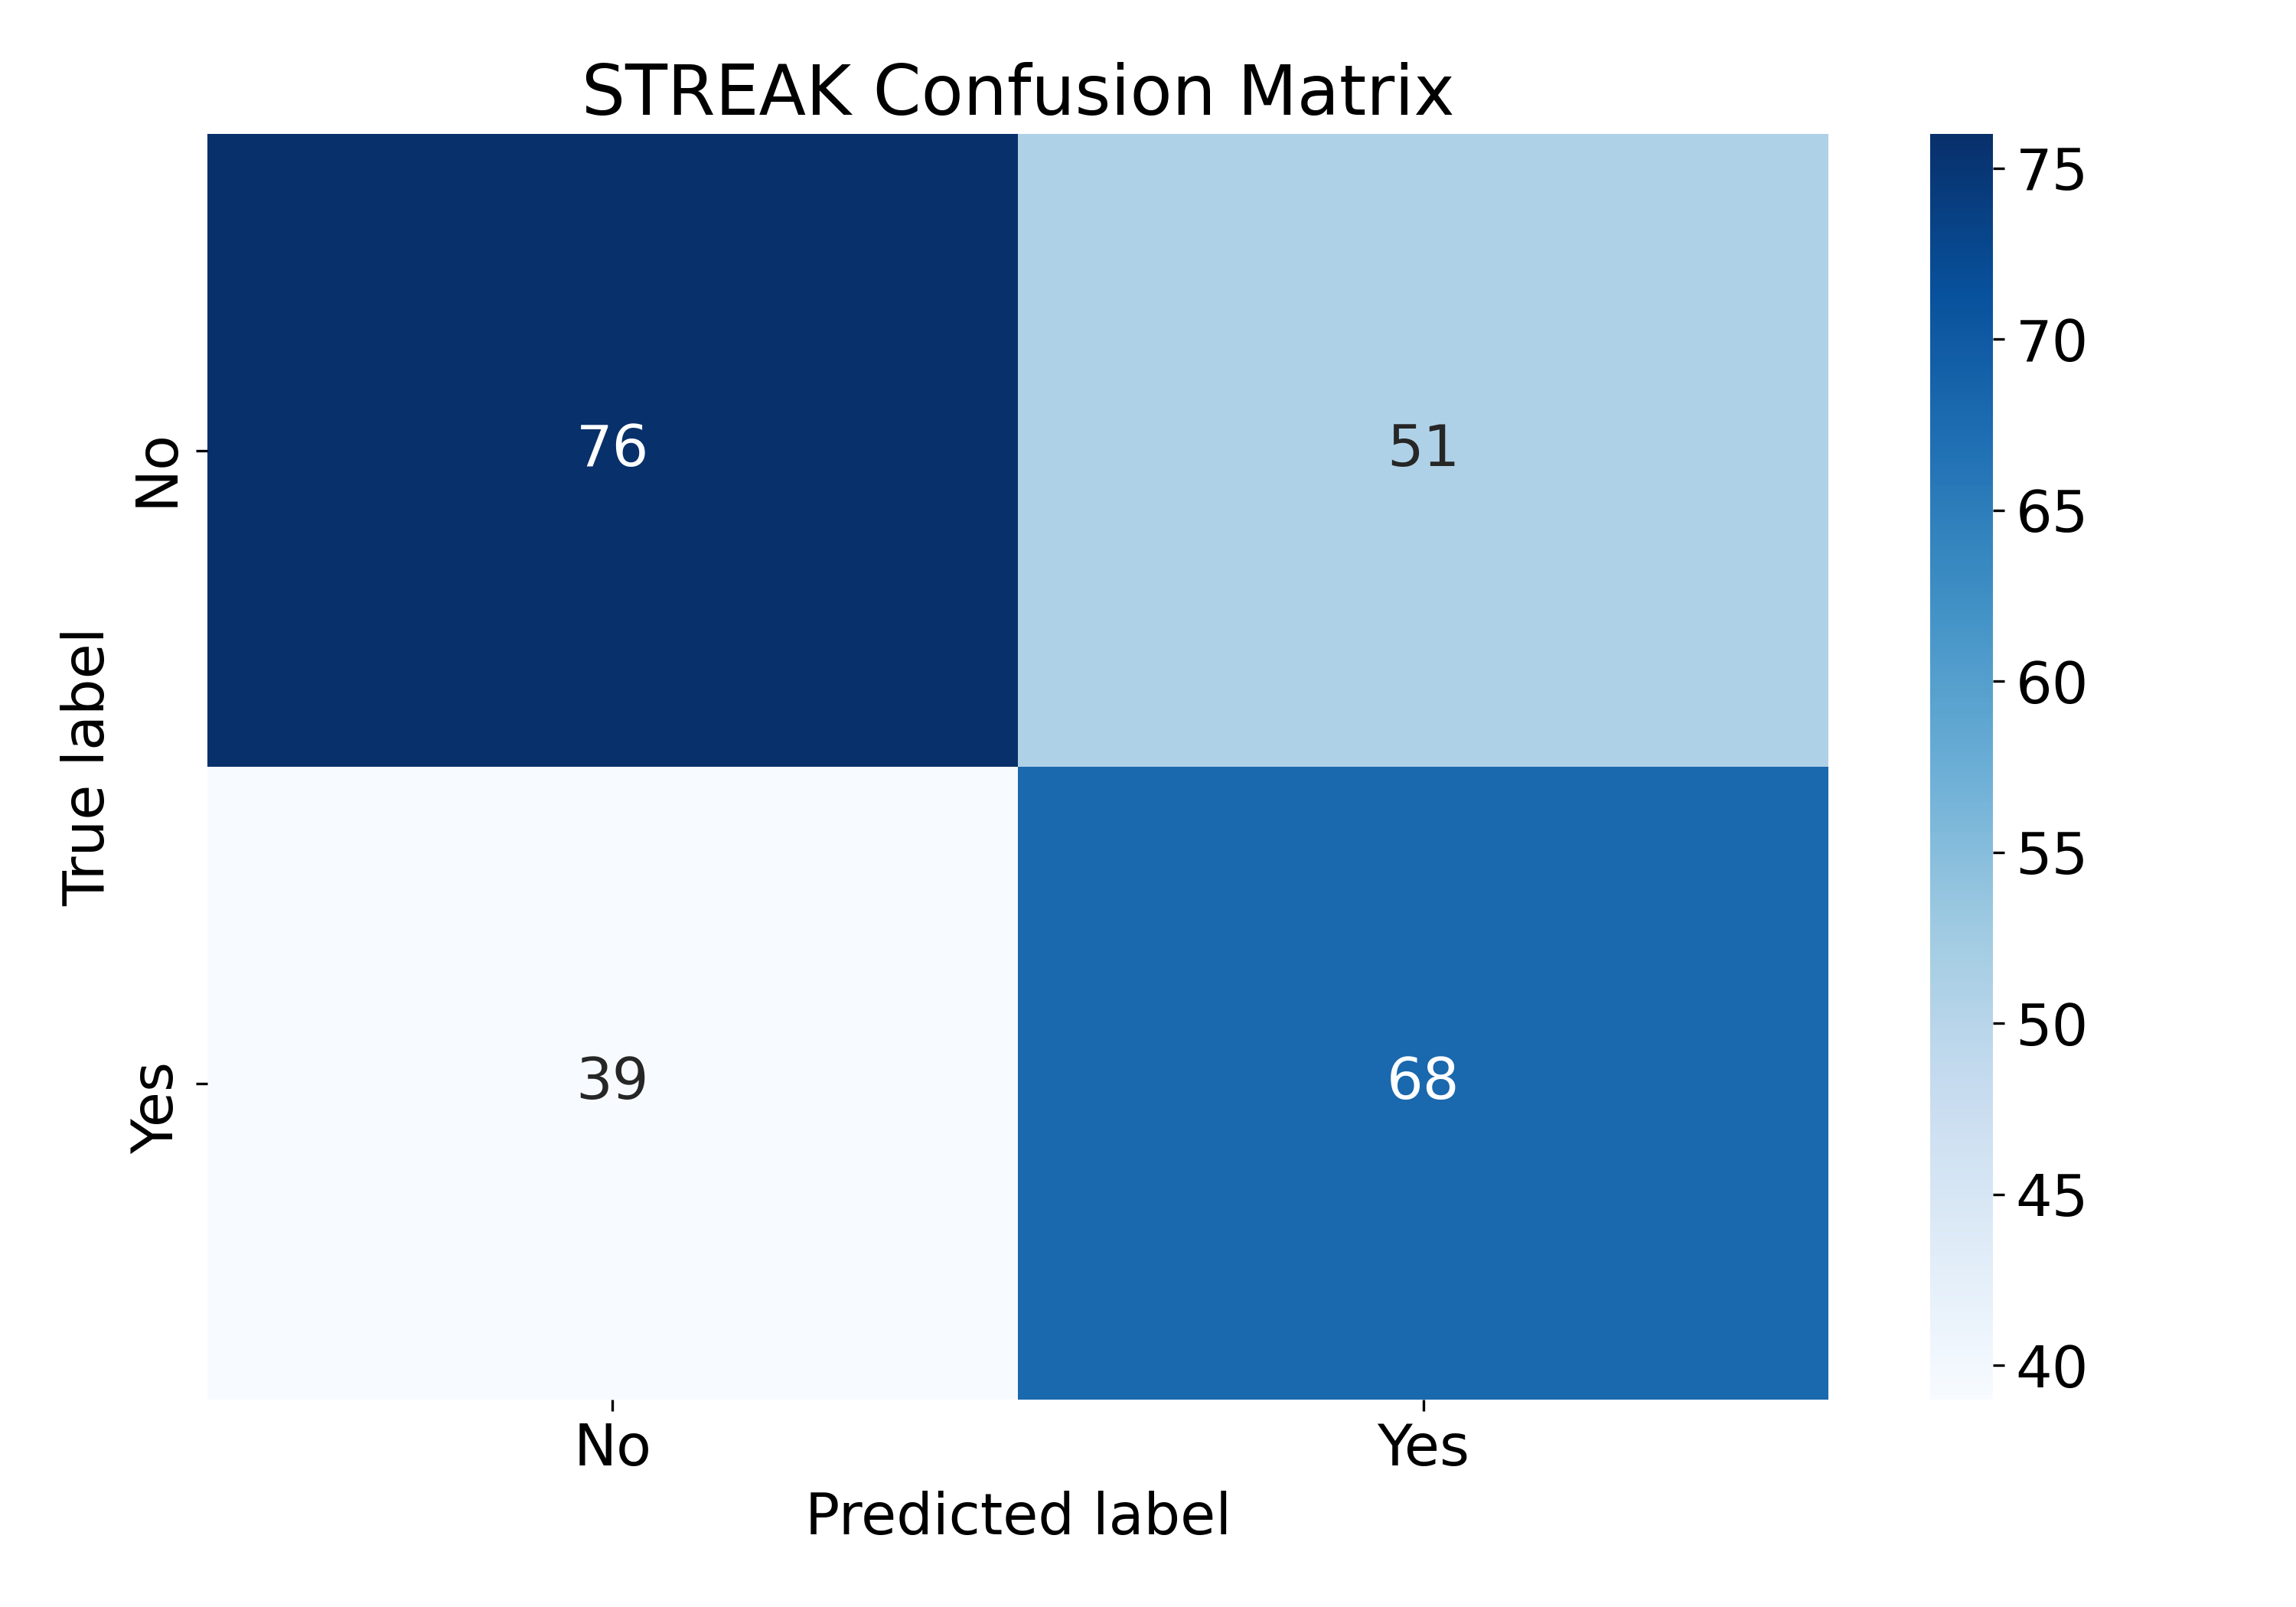 STREAK Confusion Matrix
75
70
65
60
55
50
45
40
True label
No
Yes
76
51
39
68
No
Yes
Predicted label